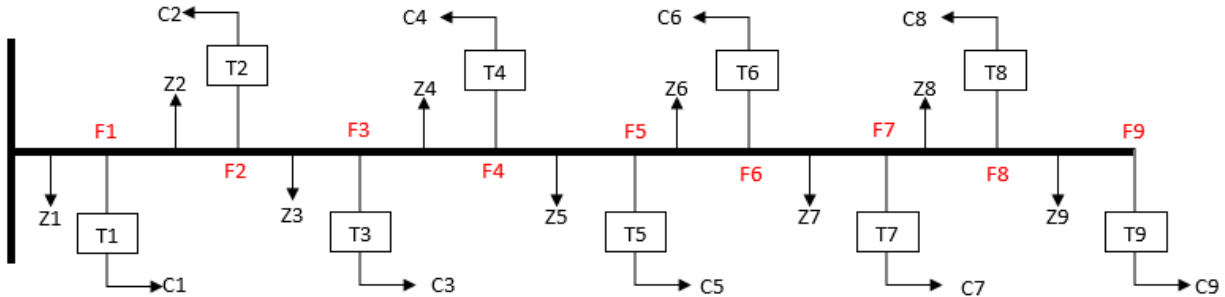 C2 C4 C6 C8
T2 T4 T6 T8
Z2 Z4 Z6 Z8
F1 F3 F5 F7 F9
F2 F4 F6 F8
Z1 Z3 Z5 Z7 Z9
T1 T3 T5 T7 T9
C1 C3 C5 C7 C9